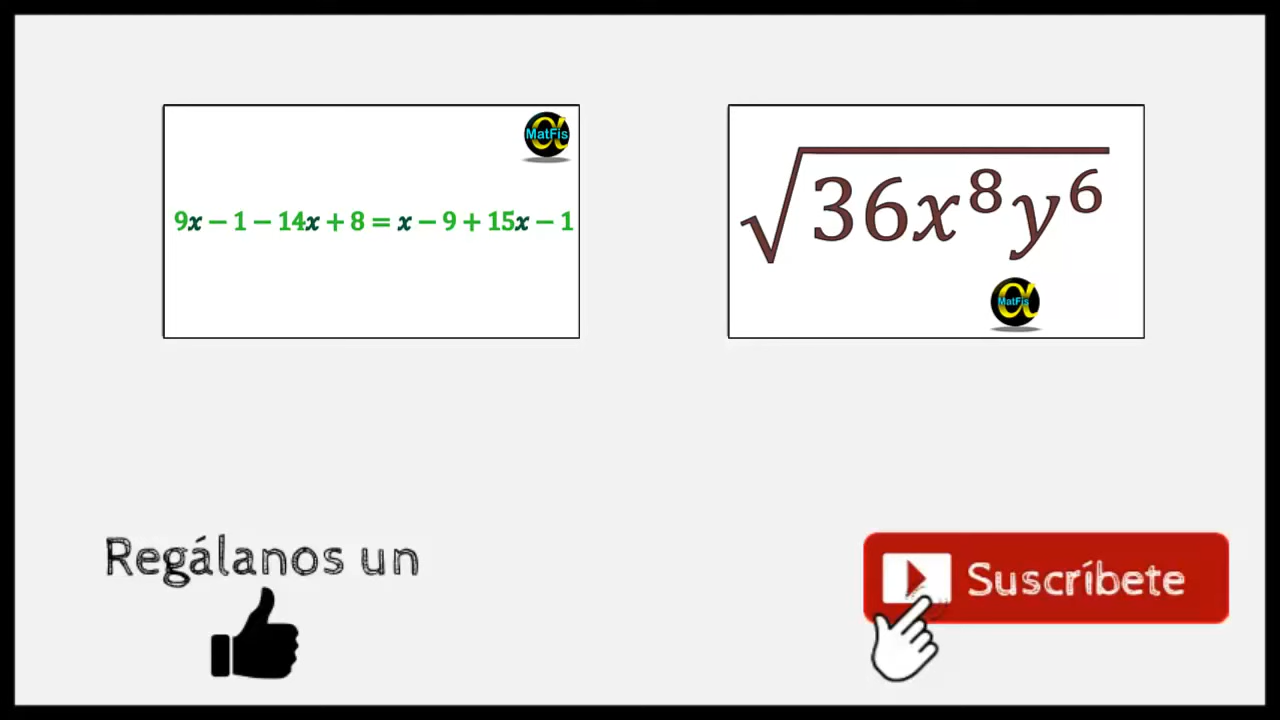 MatFis
9x − 1 − 14x + 8 = x − 9 + 15x − 1
√36x⁸y⁶
MatFis
Regálanos un
Suscríbete